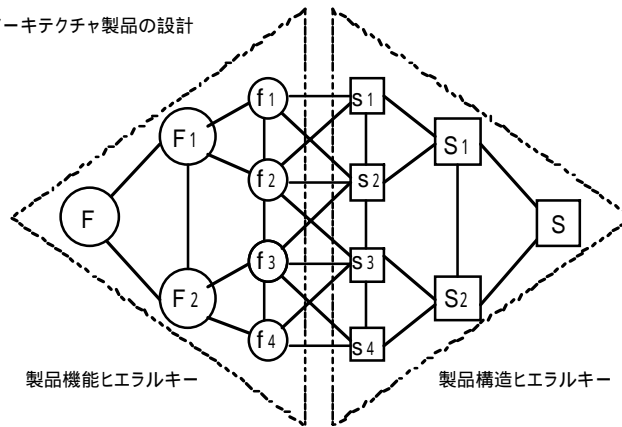 ーキテクチャ製品の設計
f1
s1
F1
S1
f2
s2
F
S
f3
s3
F2
S2
f4
s4
製品機能ヒエラルキー
製品構造ヒエラルキー